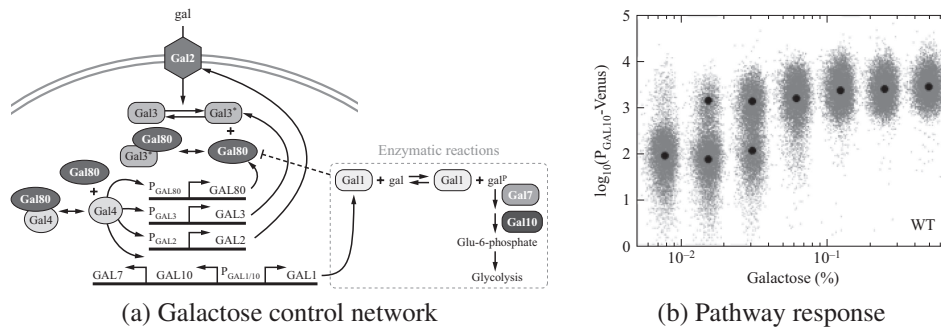 gal
Gal2
Gal3
Gal3*
+
Gal80
Gal3*
Gal80
Gal80
Gal80
+
Gal4
Gal4
P_GAL80
GAL80
P_GAL3
GAL3
P_GAL2
GAL2
GAL7
GAL10
P_GAL1/10
GAL1
Enzymatic reactions
Gal1 + gal
Gal1 + galᵖ
Gal7
Gal10
Glu-6-phosphate
Glycolysis
(a) Galactose control network
log₁₀(P_GAL10-Venus)
5
4
3
2
1
0
WT
10⁻²
10⁻¹
Galactose (%)
(b) Pathway response